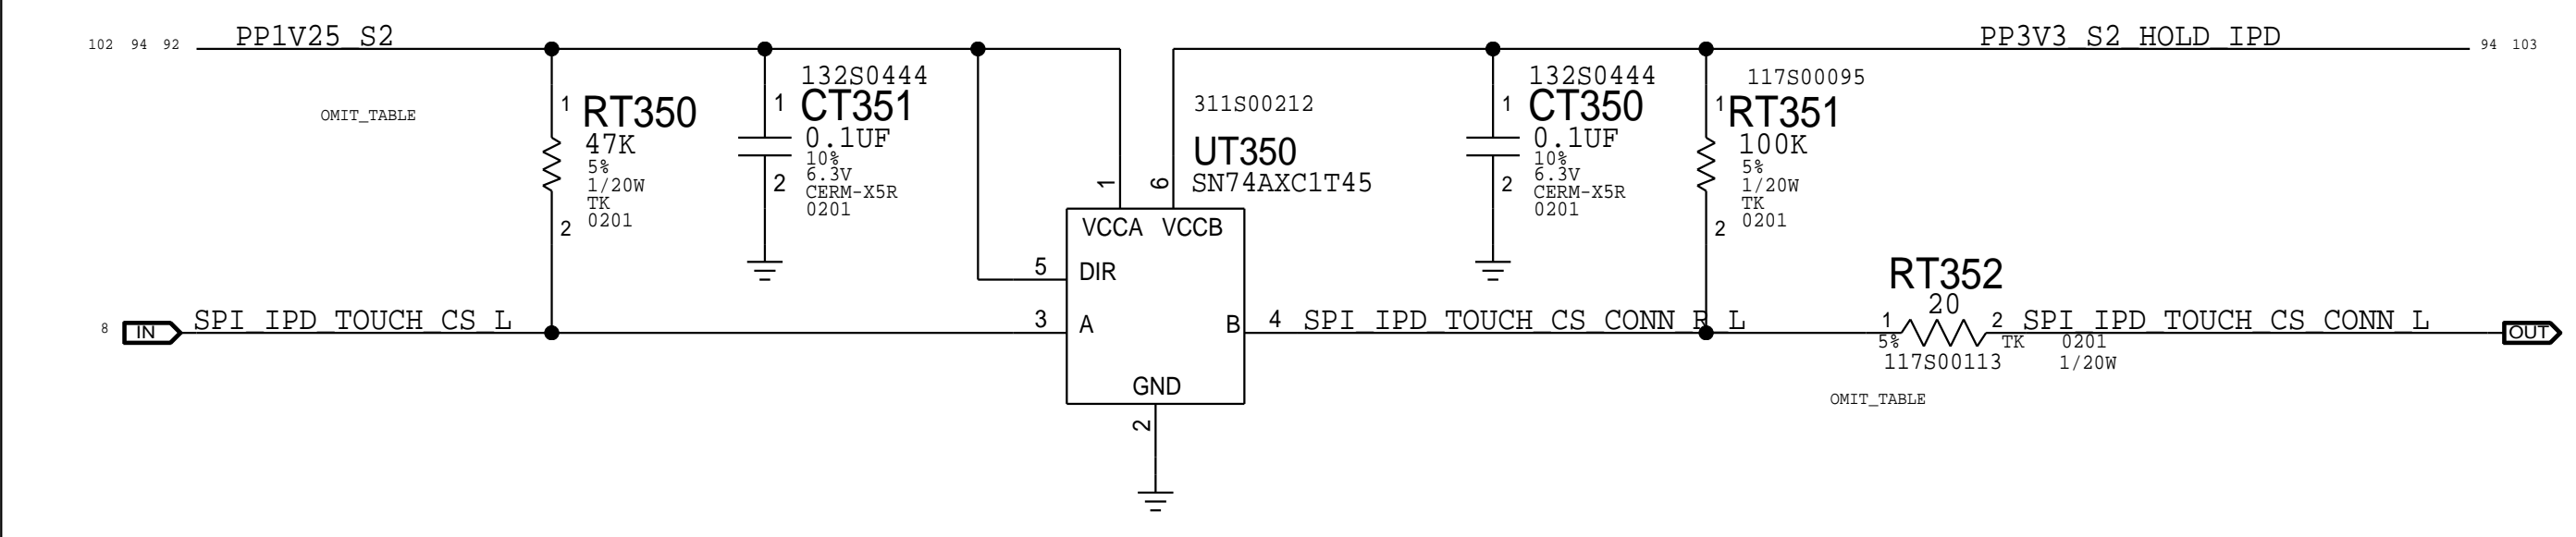 102 94 92 PP1V25_S2
PP3V3_S2_HOLD_IPD 94 103
OMIT_TABLE
1 RT350
47K
5%
1/20W
TK
0201
2
132S0444
1 CT351
0.1UF
10%
6.3V
2 CERM-X5R
0201
311S00212
UT350
SN74AXC1T45
1 6
VCCA VCCB
5 DIR
3 A
B 4
GND
2
132S0444
1 CT350
0.1UF
10%
6.3V
2 CERM-X5R
0201
117S00095
1 RT351
100K
5%
1/20W
TK
0201
2
8 IN SPI_IPD_TOUCH_CS_L
SPI_IPD_TOUCH_CS_CONN_R_L
RT352
20
1 2 SPI_IPD_TOUCH_CS_CONN_L OUT
5% TK 0201
117S00113 1/20W
OMIT_TABLE